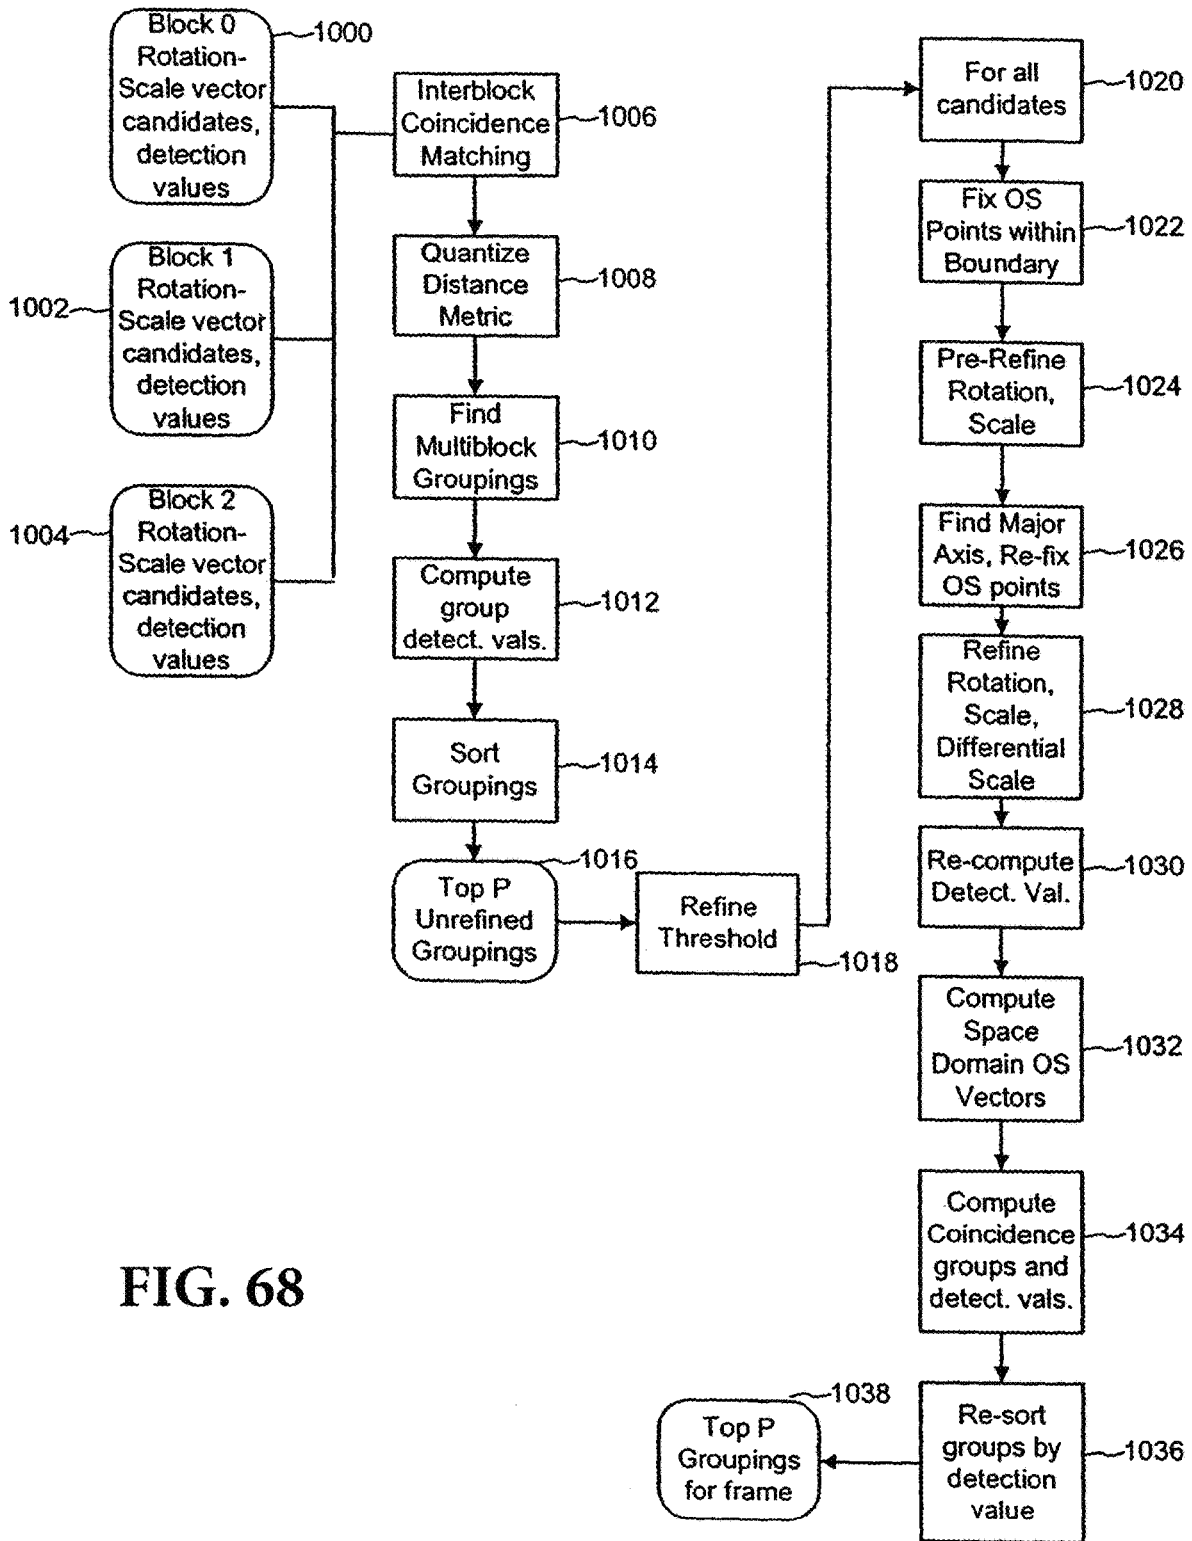 Block 0
Rotation-
Scale vector
candidates,
detection
values
1000
Block 1
Rotation-
Scale vector
candidates,
detection
values
1002
Block 2
Rotation-
Scale vector
candidates,
detection
values
1004
Interblock
Coincidence
Matching
1006
Quantize
Distance
Metric
1008
Find
Multiblock
Groupings
1010
Compute
group
detect. vals.
1012
Sort
Groupings
1014
Top P
Unrefined
Groupings
1016
Refine
Threshold
1018
For all
candidates
1020
Fix OS
Points within
Boundary
1022
Pre-Refine
Rotation,
Scale
1024
Find Major
Axis, Re-fix
OS points
1026
Refine
Rotation,
Scale,
Differential
Scale
1028
Re-compute
Detect. Val.
1030
Compute
Space
Domain OS
Vectors
1032
Compute
Coincidence
groups and
detect. vals.
1034
Re-sort
groups by
detection
value
1036
Top P
Groupings
for frame
1038
FIG. 68